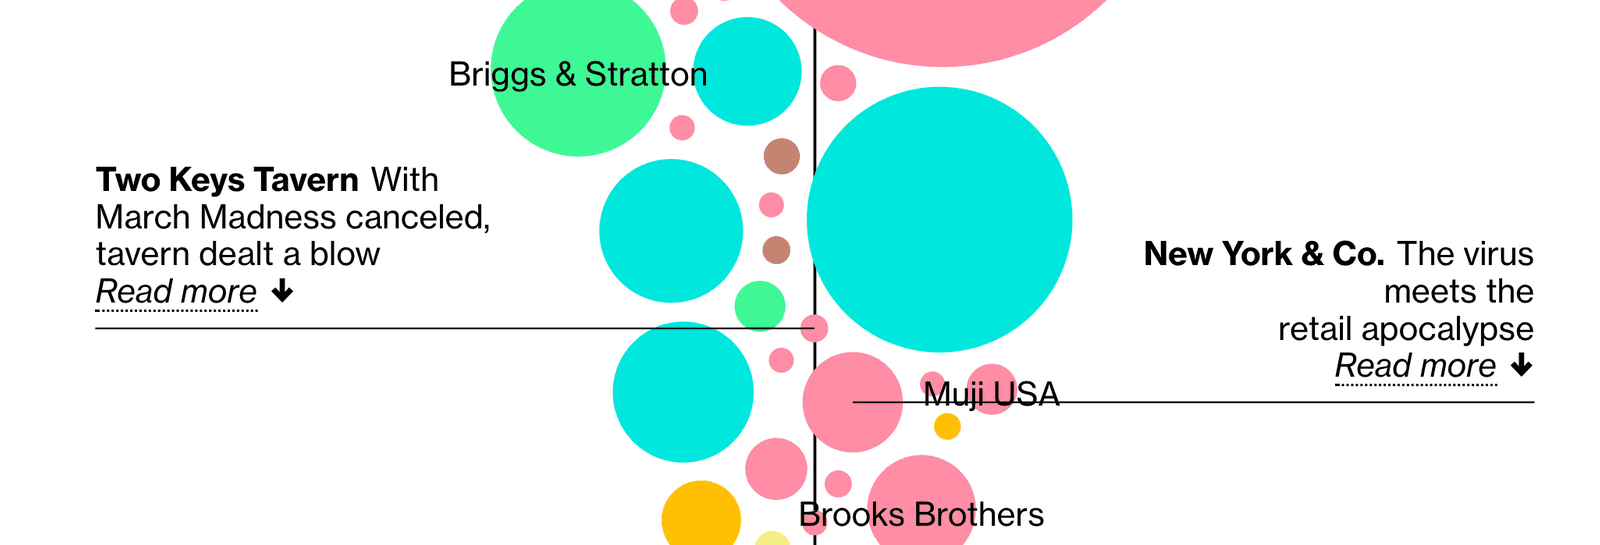 Briggs & Stratton
Two Keys Tavern With
March Madness canceled,
tavern dealt a blow
Read more
New York & Co. The virus
meets the
retail apocalypse
Read more
Muji USA
Brooks Brothers